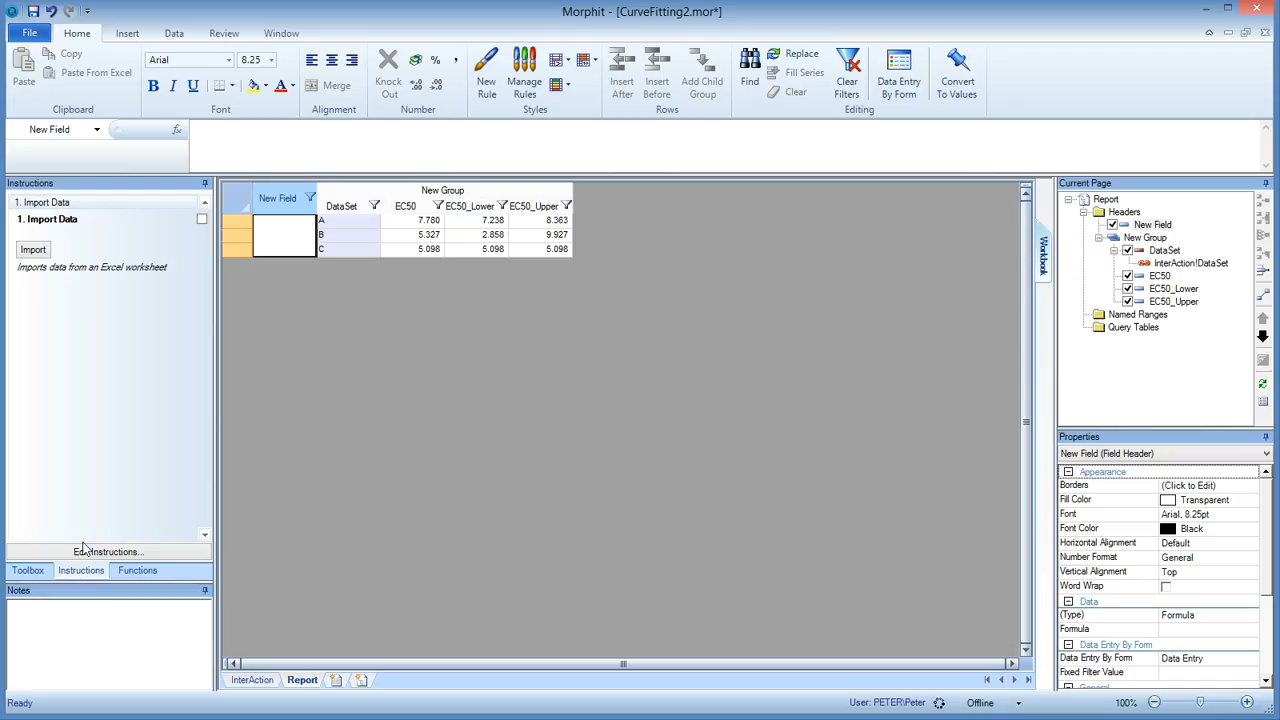 Morphit - [CurveFitting2.mor*]
File Home Insert Data Review Window
Paste Copy Paste From Excel Clipboard
Arial 8.25 B I U A Font
Merge Alignment
Knock Out % , Number
New Rule Manage Rules Styles
Insert After Insert Before Add Child Group Rows
Find Replace Fill Series Clear Clear Filters Data Entry By Form Editing
Convert To Values
New Field fx
Instructions
1. Import Data
1. Import Data
Import
Imports data from an Excel worksheet
Toolbox Instructions Functions
Notes
New Field New Group
DataSet EC50 EC50_Lower EC50_Upper
A 7.780 7.238 8.363
B 5.327 2.858 9.927
C 5.098 5.098 5.098
InterAction Report
Workbook
Current Page
Report
Headers
New Field
New Group
DataSet
InterAction!DataSet
EC50
EC50_Lower
EC50_Upper
Named Ranges
Query Tables
Properties
New Field (Field Header)
Appearance
Borders (Click to Edit)
Fill Color Transparent
Font Arial, 8.25pt
Font Color Black
Horizontal Alignment Default
Number Format General
Vertical Alignment Top
Word Wrap
Data
(Type) Formula
Formula
Data Entry By Form
Data Entry By Form Data Entry
Fixed Filter Value
Ready User: PETER\Peter Offline 100%